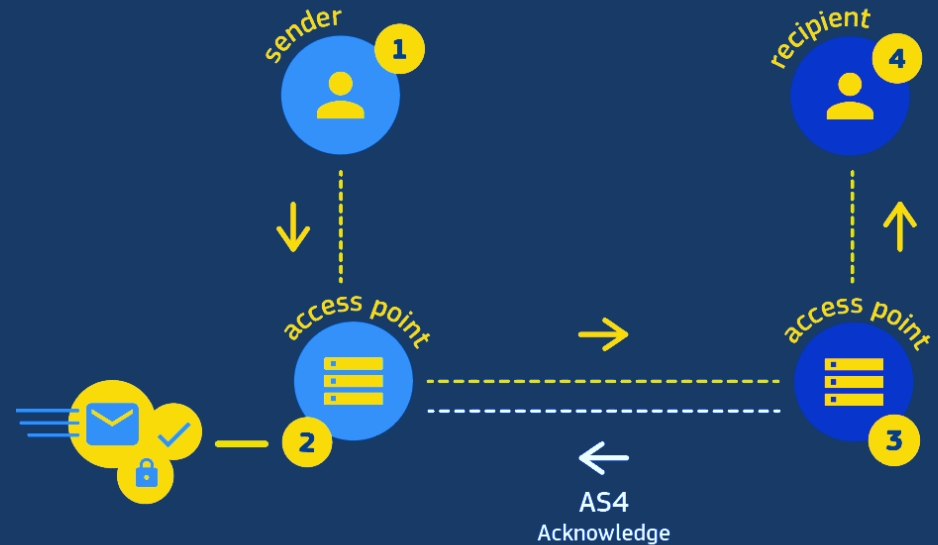 sender
1
recipient
4
access point
2
access point
3
AS4
Acknowledge